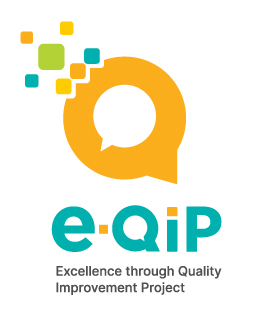 e-QiP
Excellence through Quality
Improvement Project